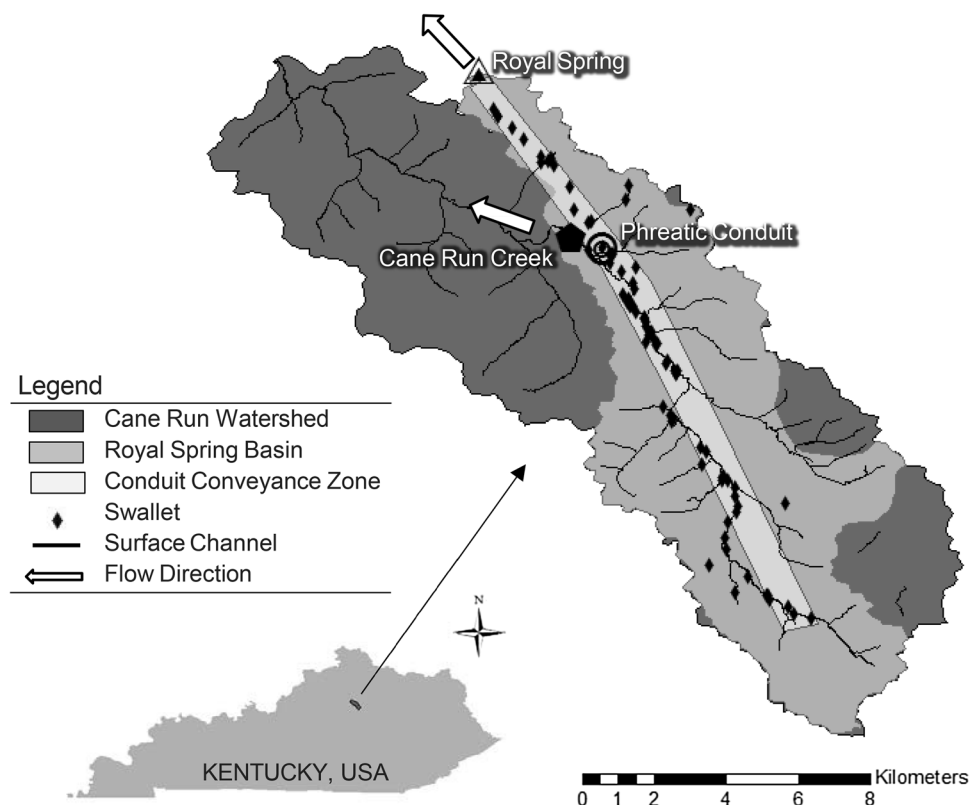 Royal Spring
Phreatic Conduit
Cane Run Creek
Legend
Cane Run Watershed
Royal Spring Basin
Conduit Conveyance Zone
Swallet
Surface Channel
Flow Direction
N
KENTUCKY, USA
Kilometers
0 1 2 4 6 8